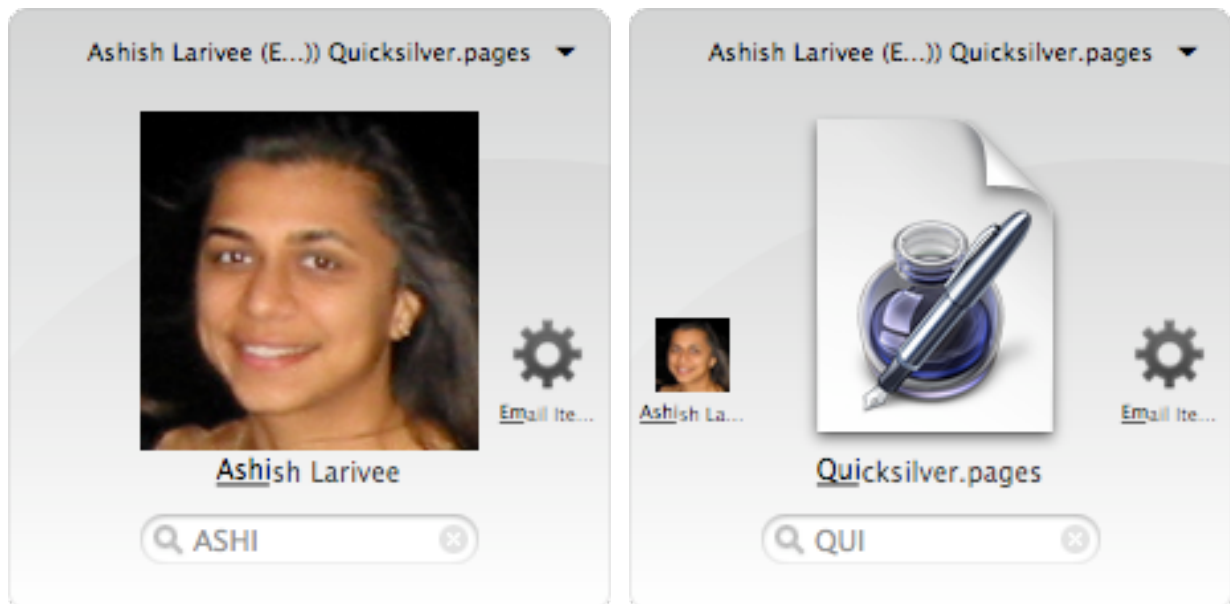 Ashish Larivee (E...)) Quicksilver.pages
Email Ite...
Ashish Larivee
ASHI
Ashish Larivee (E...)) Quicksilver.pages
Ashish La...
Email Ite...
Quicksilver.pages
QUI